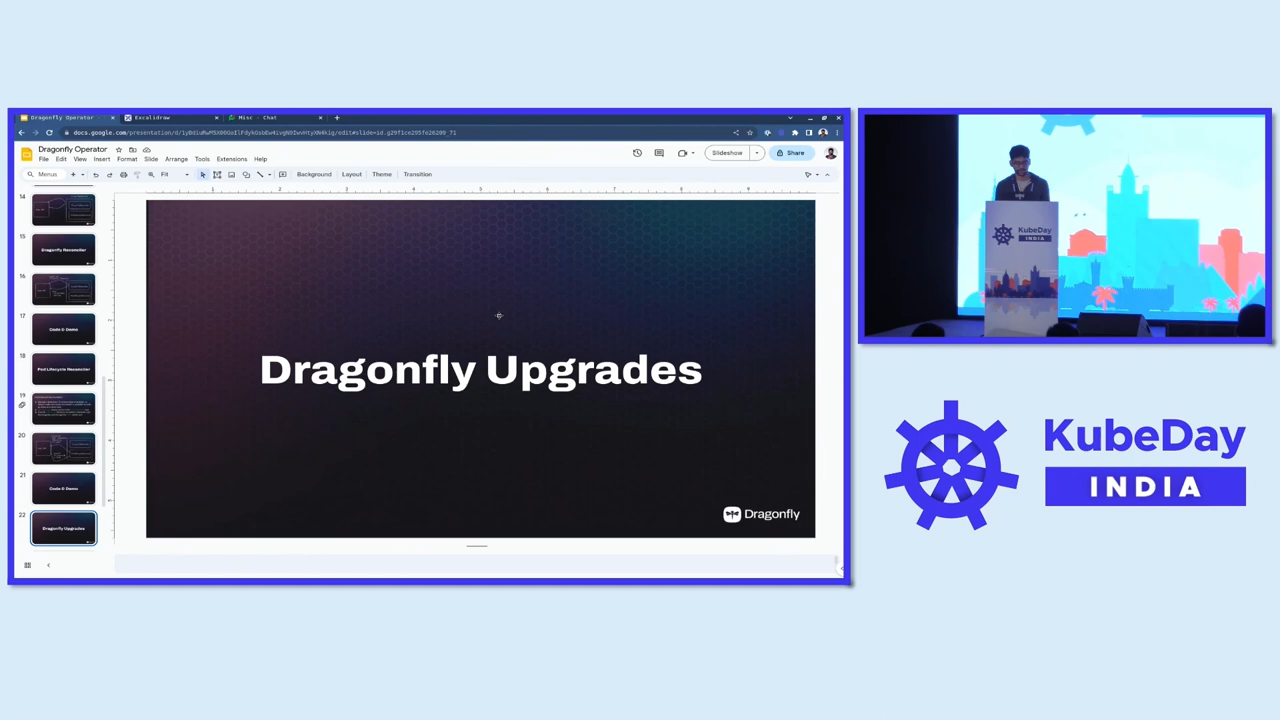 Dragonfly Operator -
Excalidraw
Misc - Chat
Dragonfly Operator
File Edit View Insert Format Slide Arrange Tools Extensions Help
Slideshow
Share
Menus
Fit
Background
Layout
Theme
Transition
14
15
Dragonfly Reconciler
16
17
Code & Demo
18
Pod Lifecycle Reconciler
19
20
21
Code & Demo
22
Dragonfly Upgrades
Dragonfly Upgrades
Dragonfly
KubeDay
INDIA
KubeDay
INDIA